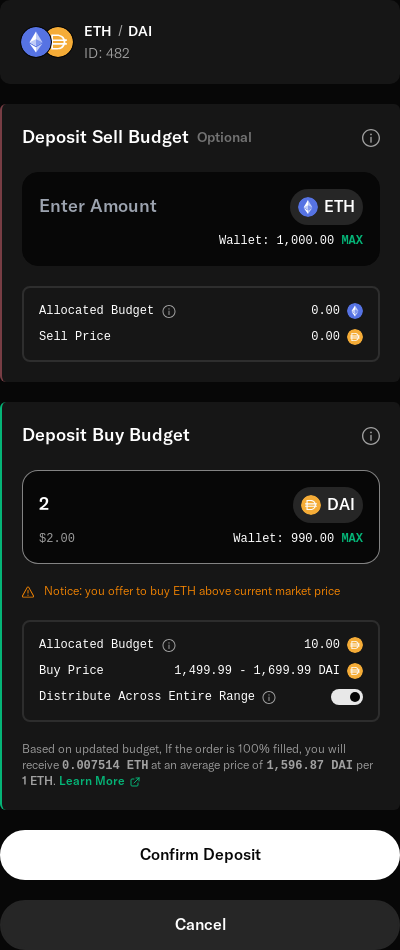 ETH / DAI
ID: 482
Deposit Sell Budget Optional
Enter Amount ETH
Wallet: 1,000.00 MAX
Allocated Budget 0.00
Sell Price 0.00
Deposit Buy Budget
2 DAI
$2.00 Wallet: 990.00 MAX
Notice: you offer to buy ETH above current market price
Allocated Budget 10.00
Buy Price 1,499.99 - 1,699.99 DAI
Distribute Across Entire Range
Based on updated budget, If the order is 100% filled, you will
receive 0.007514 ETH at an average price of 1,596.87 DAI per
1 ETH. Learn More
Confirm Deposit
Cancel